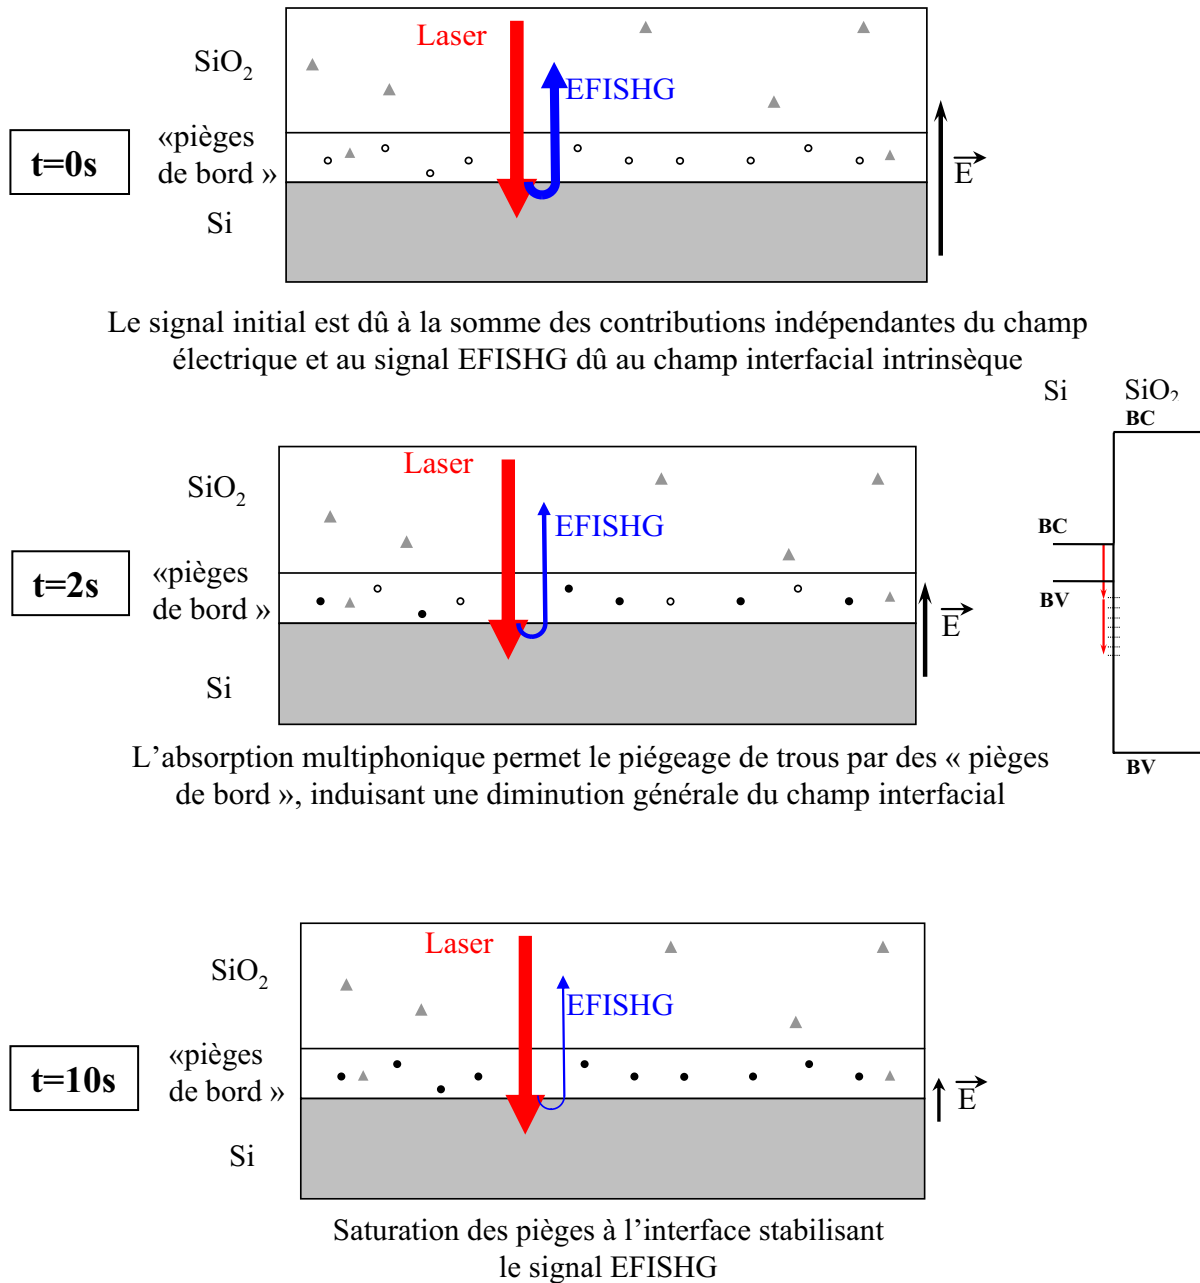 Laser
SiO2
EFISHG
«pièges
de bord »
t=0s
E
Si
Le signal initial est dû à la somme des contributions indépendantes du champ
électrique et au signal EFISHG dû au champ interfacial intrinsèque
Si
SiO2
BC
Laser
SiO2
EFISHG
BC
«pièges
de bord »
t=2s
BV
E
Si
BV
L’absorption multiphonique permet le piégeage de trous par des « pièges
de bord », induisant une diminution générale du champ interfacial
Laser
SiO2
EFISHG
«pièges
de bord »
t=10s
E
Si
Saturation des pièges à l’interface stabilisant
le signal EFISHG